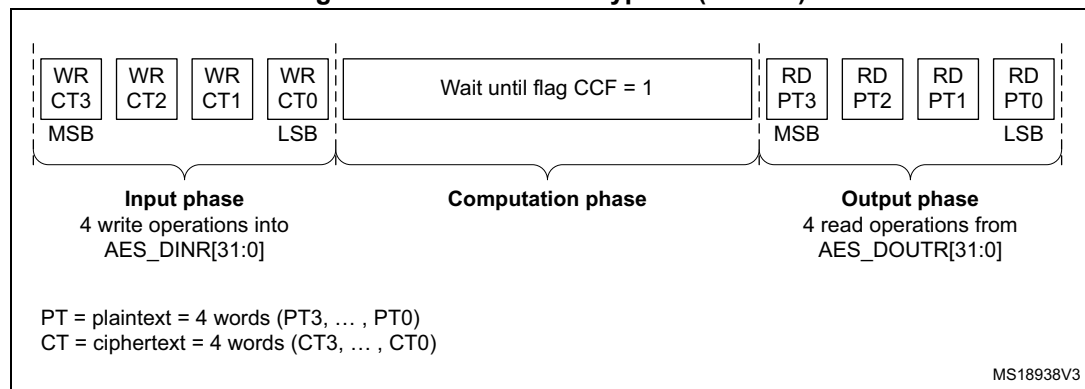 WR CT3 WR CT2 WR CT1 WR CT0
MSB LSB
Wait until flag CCF = 1
RD PT3 RD PT2 RD PT1 RD PT0
MSB LSB
Input phase
4 write operations into
AES_DINR[31:0]
Computation phase
Output phase
4 read operations from
AES_DOUTR[31:0]
PT = plaintext = 4 words (PT3, … , PT0)
CT = ciphertext = 4 words (CT3, … , CT0)
MS18938V3